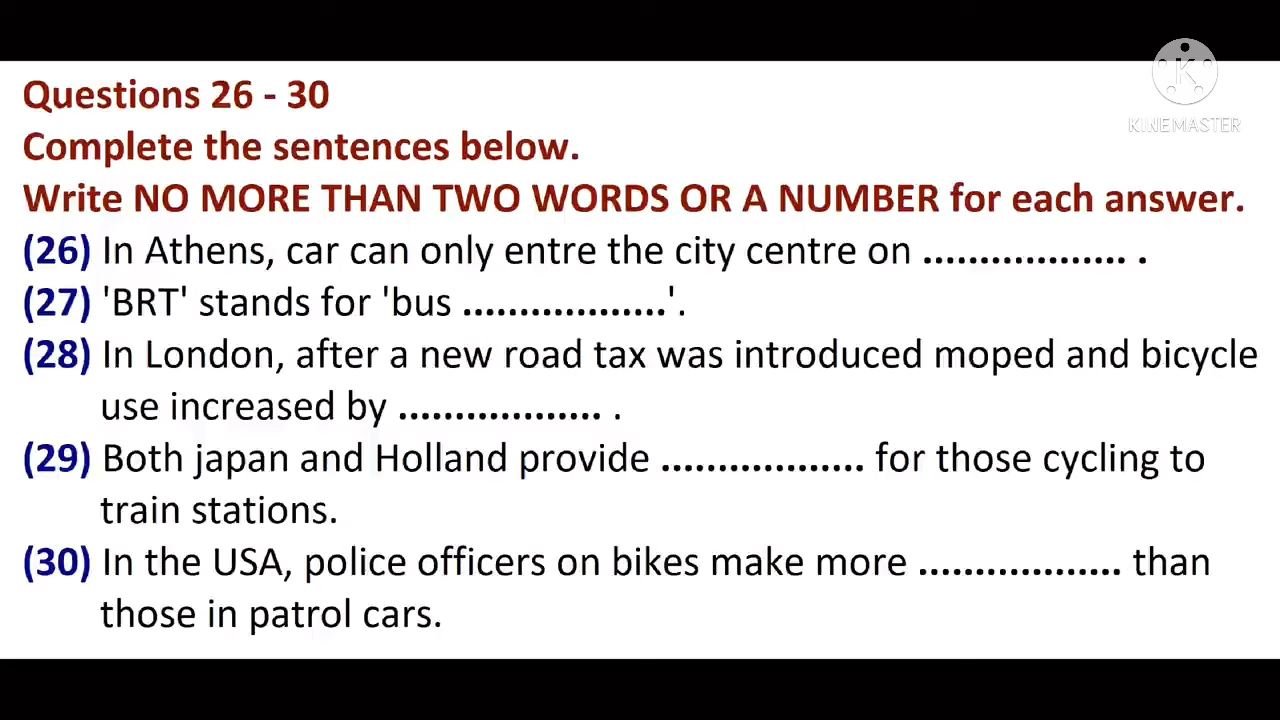 Questions 26 - 30
KINEMASTER
Complete the sentences below.
Write NO MORE THAN TWO WORDS OR A NUMBER for each answer.
(26) In Athens, car can only entre the city centre on .................. .
(27) 'BRT' stands for 'bus ..................'.
(28) In London, after a new road tax was introduced moped and bicycle
use increased by .................. .
(29) Both japan and Holland provide .................. for those cycling to
train stations.
(30) In the USA, police officers on bikes make more .................. than
those in patrol cars.